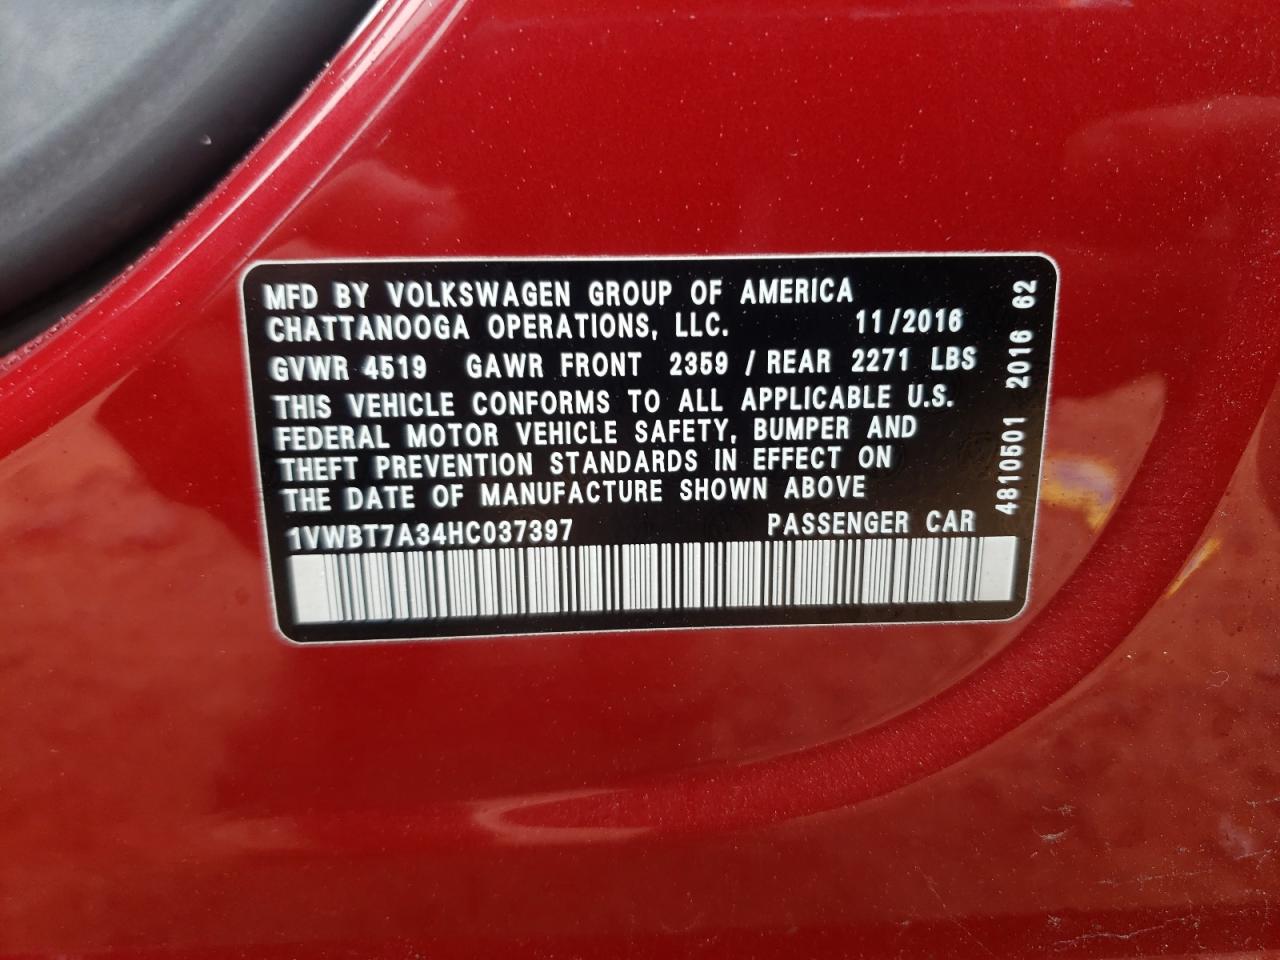 MFD BY VOLKSWAGEN GROUP OF AMERICA
CHATTANOOGA OPERATIONS, LLC. 11/2016
GVWR 4519 GAWR FRONT 2359 / REAR 2271 LBS
THIS VEHICLE CONFORMS TO ALL APPLICABLE U.S.
FEDERAL MOTOR VEHICLE SAFETY, BUMPER AND
THEFT PREVENTION STANDARDS IN EFFECT ON
THE DATE OF MANUFACTURE SHOWN ABOVE
1VWBT7A34HC037397 PASSENGER CAR
4810501 2016 62